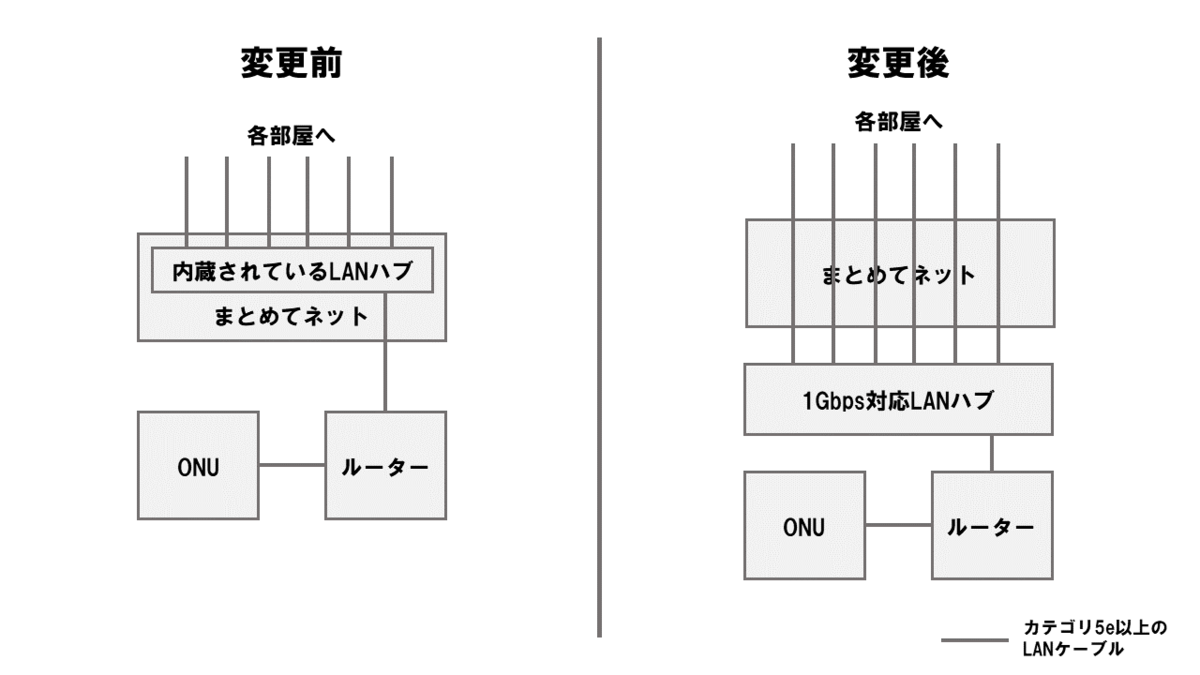 変更前
各部屋へ
内蔵されているLANハブ
まとめてネット
ONU
ルーター
変更後
各部屋へ
まとめてネット
1Gbps対応LANハブ
ONU
ルーター
カテゴリ5e以上の
LANケーブル